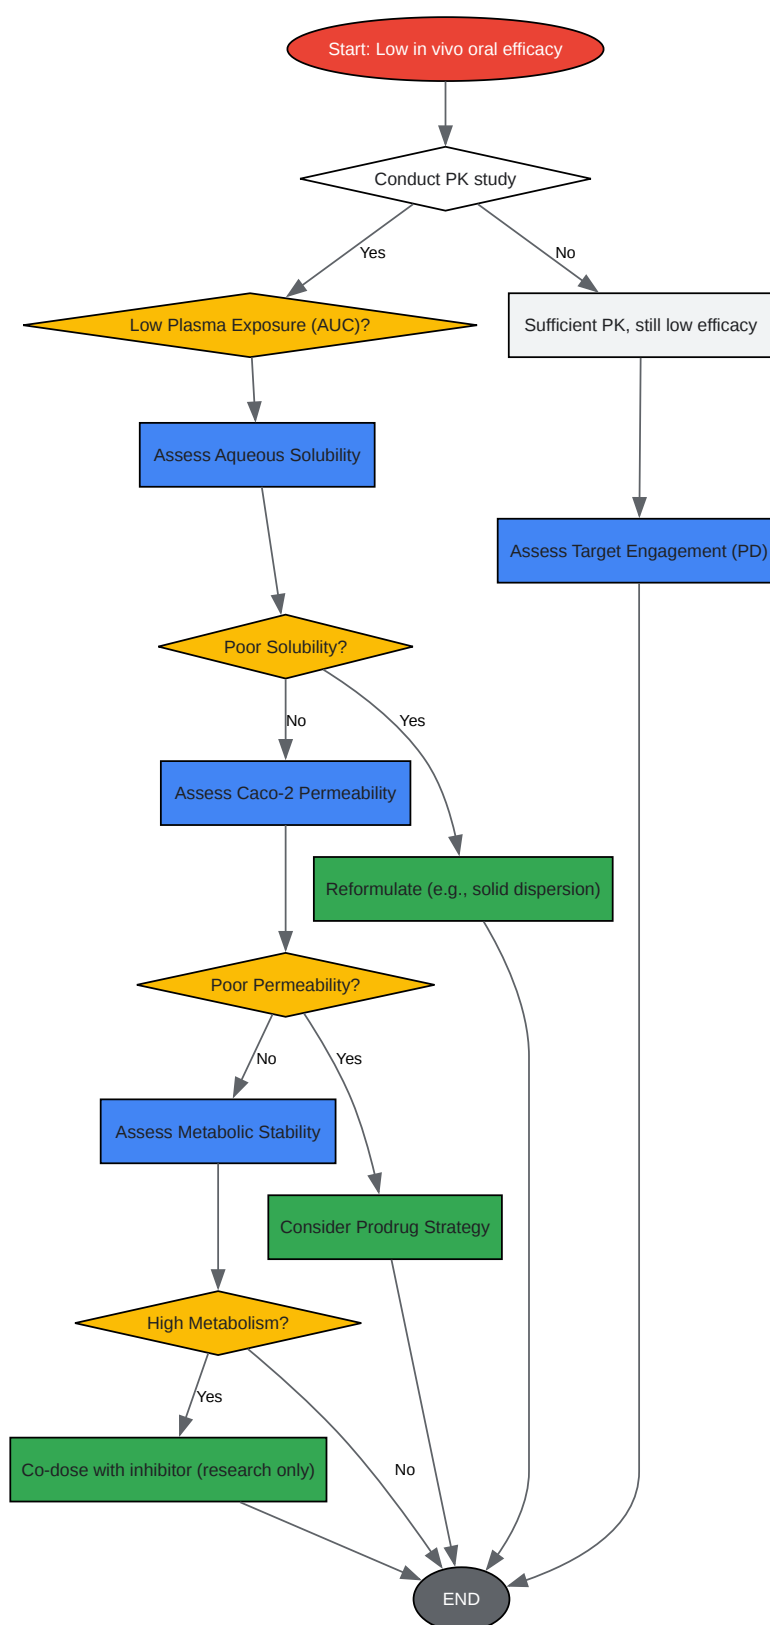 Start: Low in vivo oral efficacy
Conduct PK study
Yes
No
Low Plasma Exposure (AUC)?
Sufficient PK, still low efficacy
Assess Aqueous Solubility
Assess Target Engagement (PD)
Poor Solubility?
No
Yes
Assess Caco-2 Permeability
Reformulate (e.g., solid dispersion)
Poor Permeability?
No
Yes
Assess Metabolic Stability
Consider Prodrug Strategy
High Metabolism?
Yes
No
Co-dose with inhibitor (research only)
END